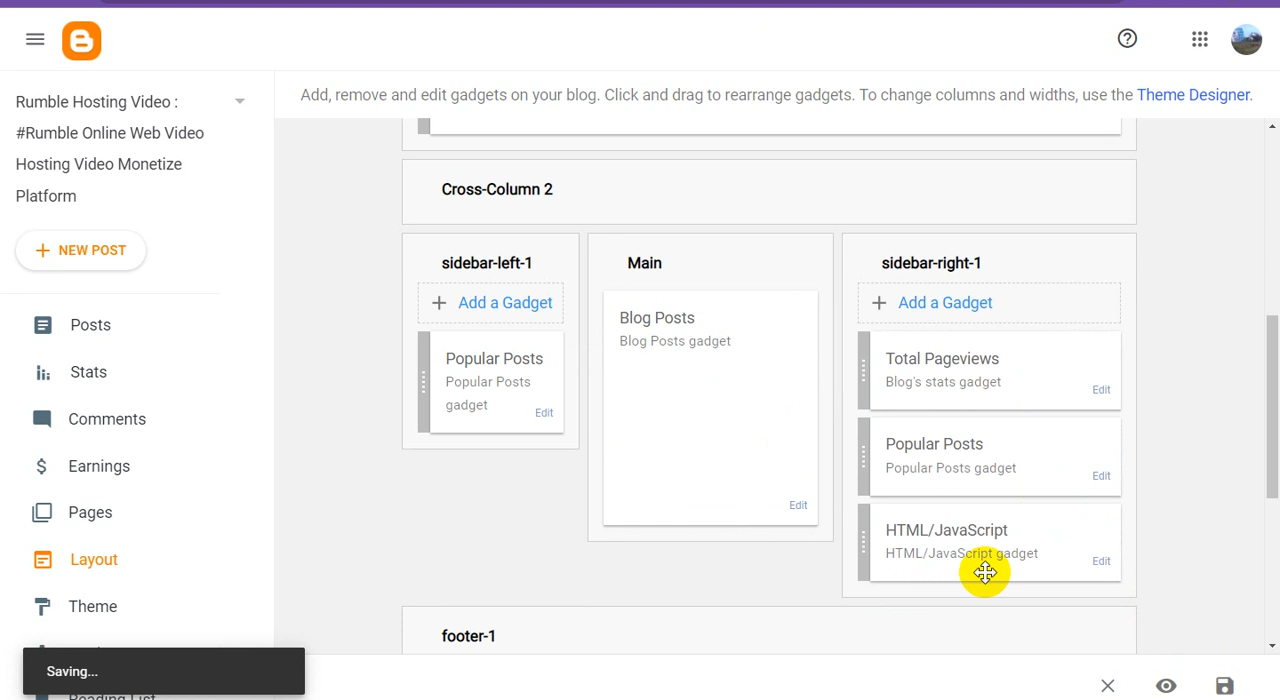 Rumble Hosting Video :
#Rumble Online Web Video
Hosting Video Monetize
Platform
NEW POST
Posts
Stats
Comments
Earnings
Pages
Layout
Theme
Saving...
Reading List
Add, remove and edit gadgets on your blog. Click and drag to rearrange gadgets. To change columns and widths, use the Theme Designer.
Cross-Column 2
sidebar-left-1
Add a Gadget
Popular Posts
Popular Posts
gadget
Edit
Main
Blog Posts
Blog Posts gadget
Edit
sidebar-right-1
Add a Gadget
Total Pageviews
Blog's stats gadget
Edit
Popular Posts
Popular Posts gadget
Edit
HTML/JavaScript
HTML/JavaScript gadget
Edit
footer-1